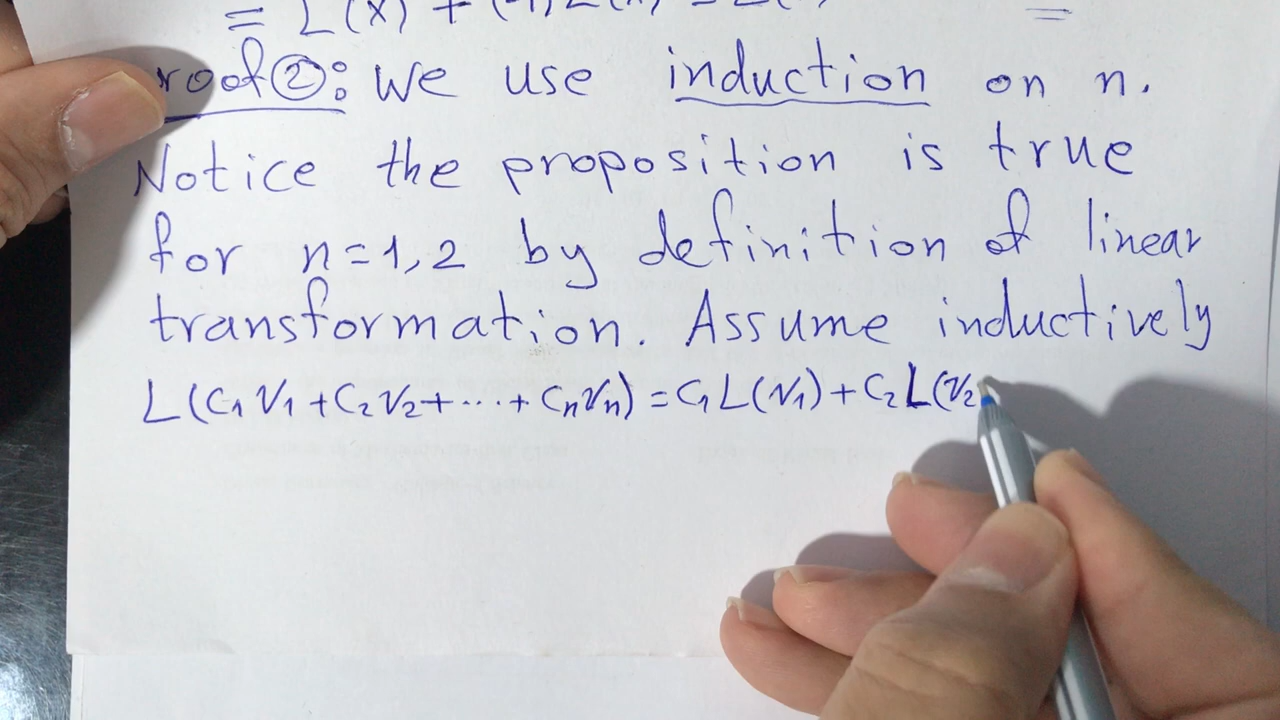 = L(x) +
roof②: We use induction on n.
Notice the proposition is true
for n=1,2 by definition of linear
transformation. Assume inductively
L(C₁V₁+C₂V₂+···+CₙVₙ)=C₁L(V₁)+C₂L(V₂